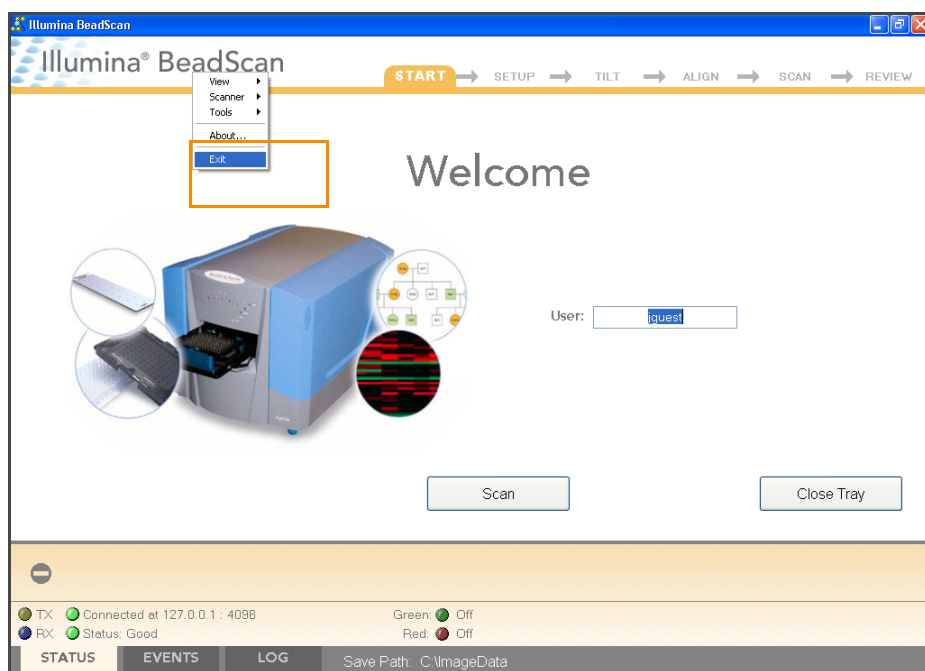 Illumina BeadScan
Illumina® BeadScan
START SETUP TILT ALIGN SCAN REVIEW
View
Scanner
Tools
About...
Exit
Welcome
User: jguest
Scan Close Tray
TX Connected at 127.0.0.1 : 4096 Green: Off
RX Status: Good Red: Off
STATUS EVENTS LOG Save Path: C:\ImageData